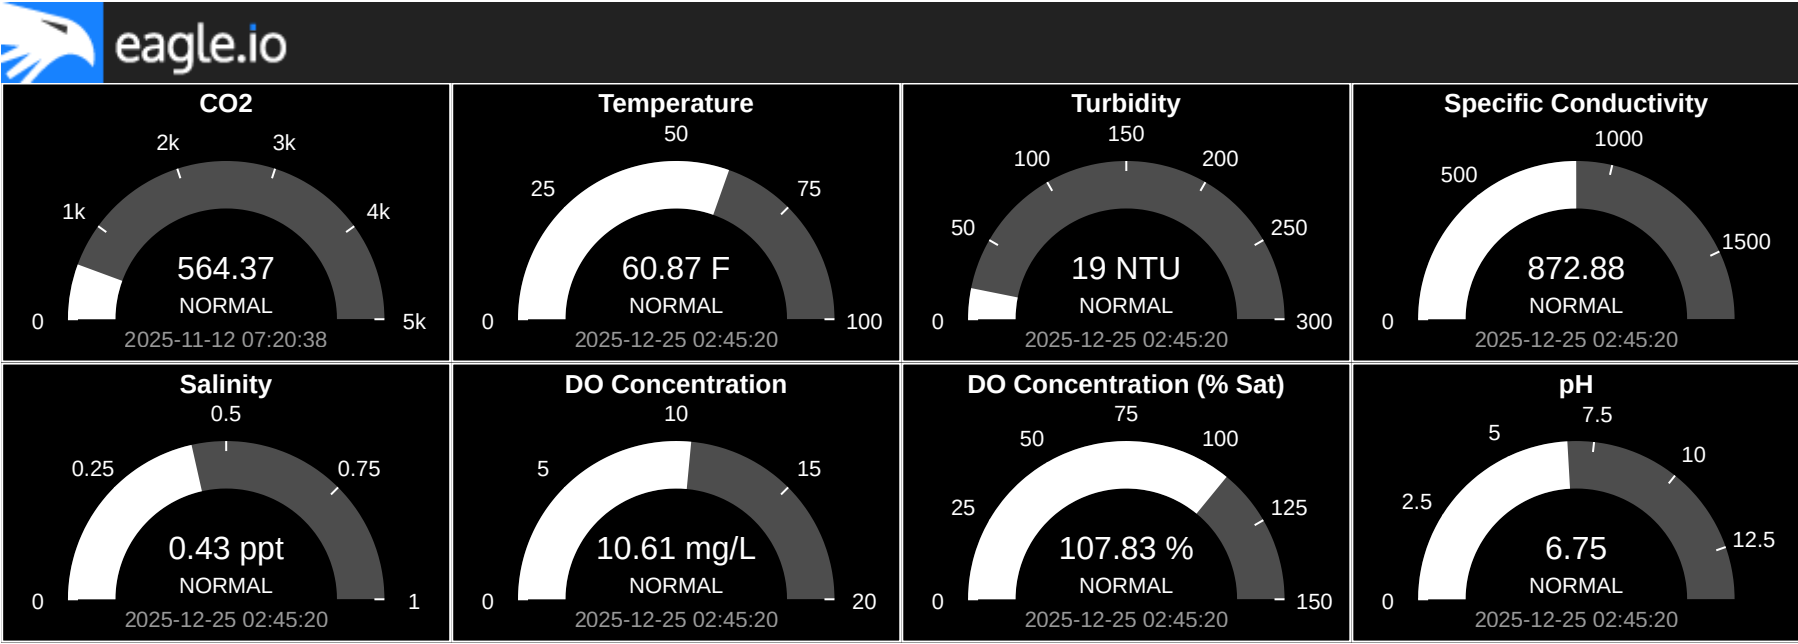 eagle.io
CO2
0
1k
2k
3k
4k
5k
564.37
NORMAL
2025-11-12 07:20:38
Temperature
0
25
50
75
100
60.87 F
NORMAL
2025-12-25 02:45:20
Turbidity
0
50
100
150
200
250
300
19 NTU
NORMAL
2025-12-25 02:45:20
Specific Conductivity
0
500
1000
1500
872.88
NORMAL
2025-12-25 02:45:20
Salinity
0
0.25
0.5
0.75
1
0.43 ppt
NORMAL
2025-12-25 02:45:20
DO Concentration
0
5
10
15
20
10.61 mg/L
NORMAL
2025-12-25 02:45:20
DO Concentration (% Sat)
0
25
50
75
100
125
150
107.83 %
NORMAL
2025-12-25 02:45:20
pH
0
2.5
5
7.5
10
12.5
6.75
NORMAL
2025-12-25 02:45:20